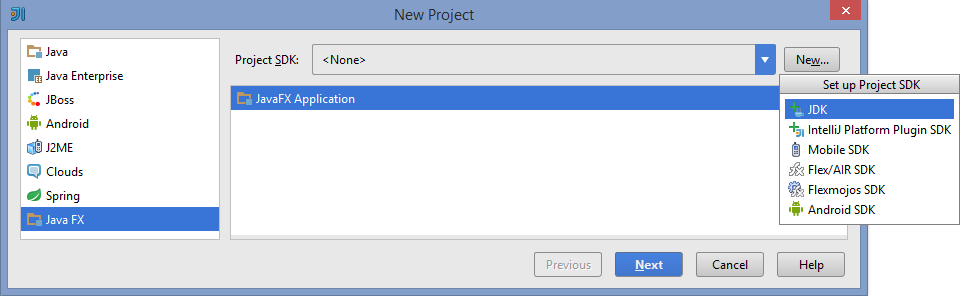 New Project
Java
Java Enterprise
JBoss
Android
J2ME
Clouds
Spring
Java FX
Project SDK: <None> New...
JavaFX Application
Set up Project SDK
JDK
IntelliJ Platform Plugin SDK
Mobile SDK
Flex/AIR SDK
Flexmojos SDK
Android SDK
Previous Next Cancel Help